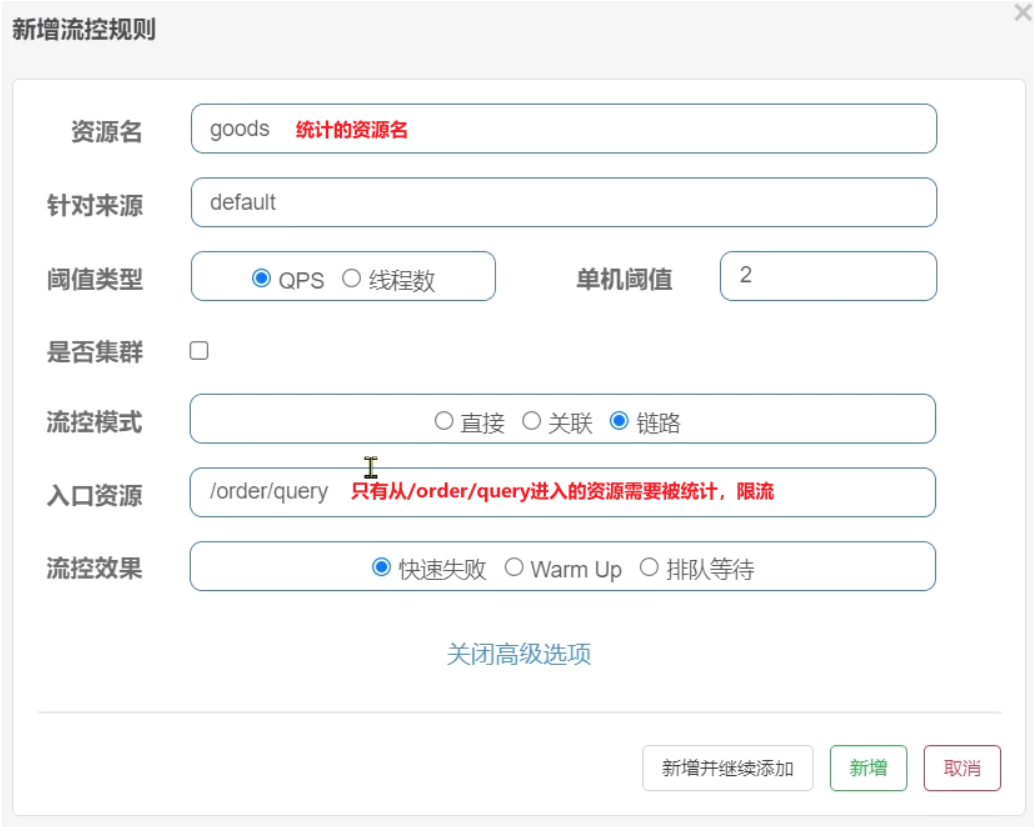 新增流控规则
资源名 goods 统计的资源名
针对来源 default
阈值类型 QPS 线程数 单机阈值 2
是否集群
流控模式 直接 关联 链路
入口资源 /order/query 只有从/order/query进入的资源需要被统计，限流
流控效果 快速失败 Warm Up 排队等待
关闭高级选项
新增并继续添加 新增 取消